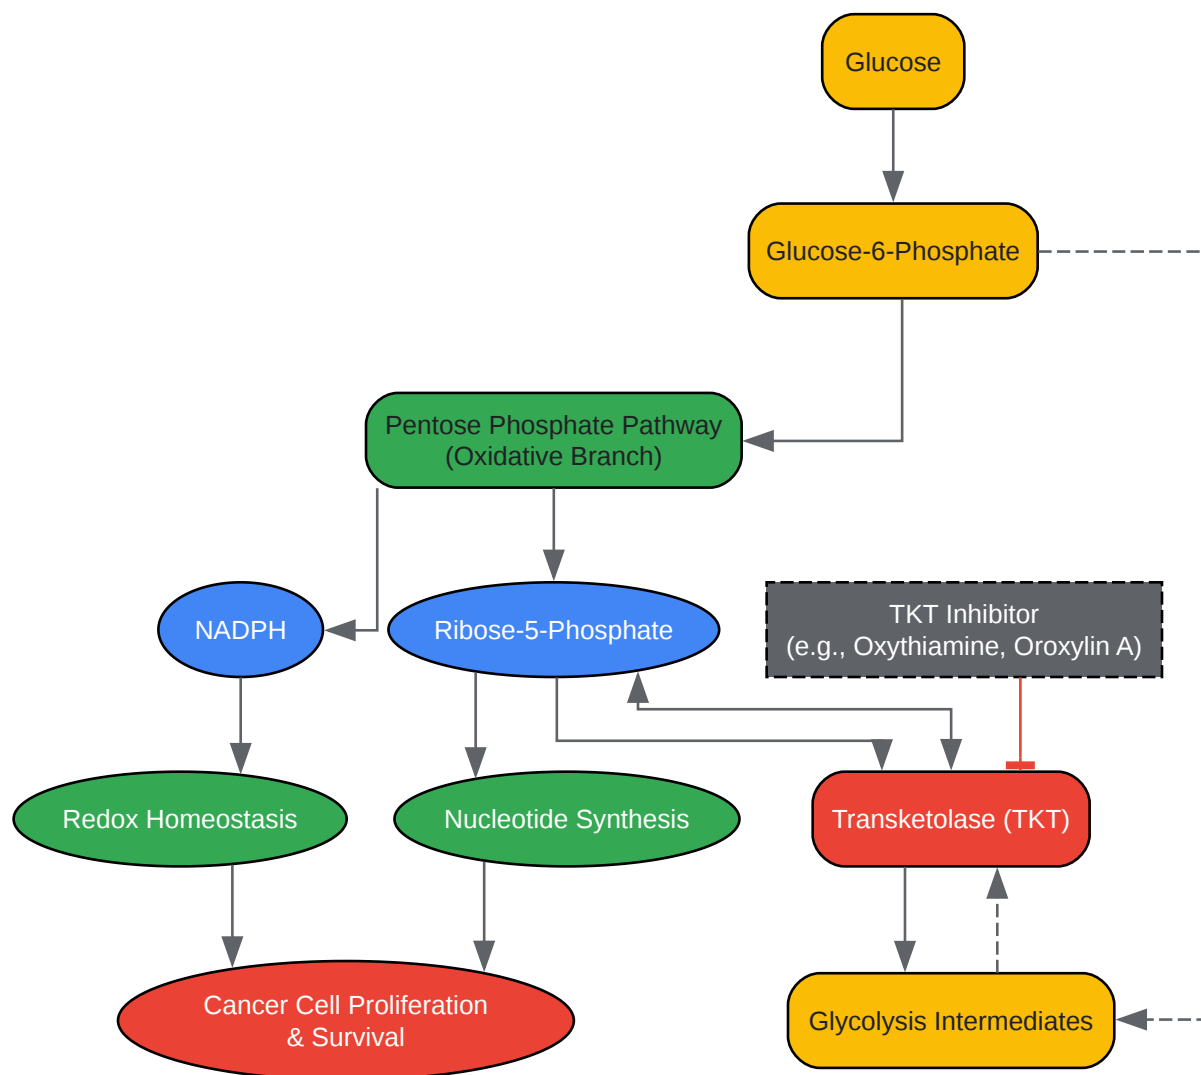 Glucose
Glucose-6-Phosphate
Pentose Phosphate Pathway
(Oxidative Branch)
NADPH
Ribose-5-Phosphate
TKT Inhibitor
(e.g., Oxythiamine, Oroxylin A)
Redox Homeostasis
Nucleotide Synthesis
Transketolase (TKT)
Cancer Cell Proliferation
& Survival
Glycolysis Intermediates